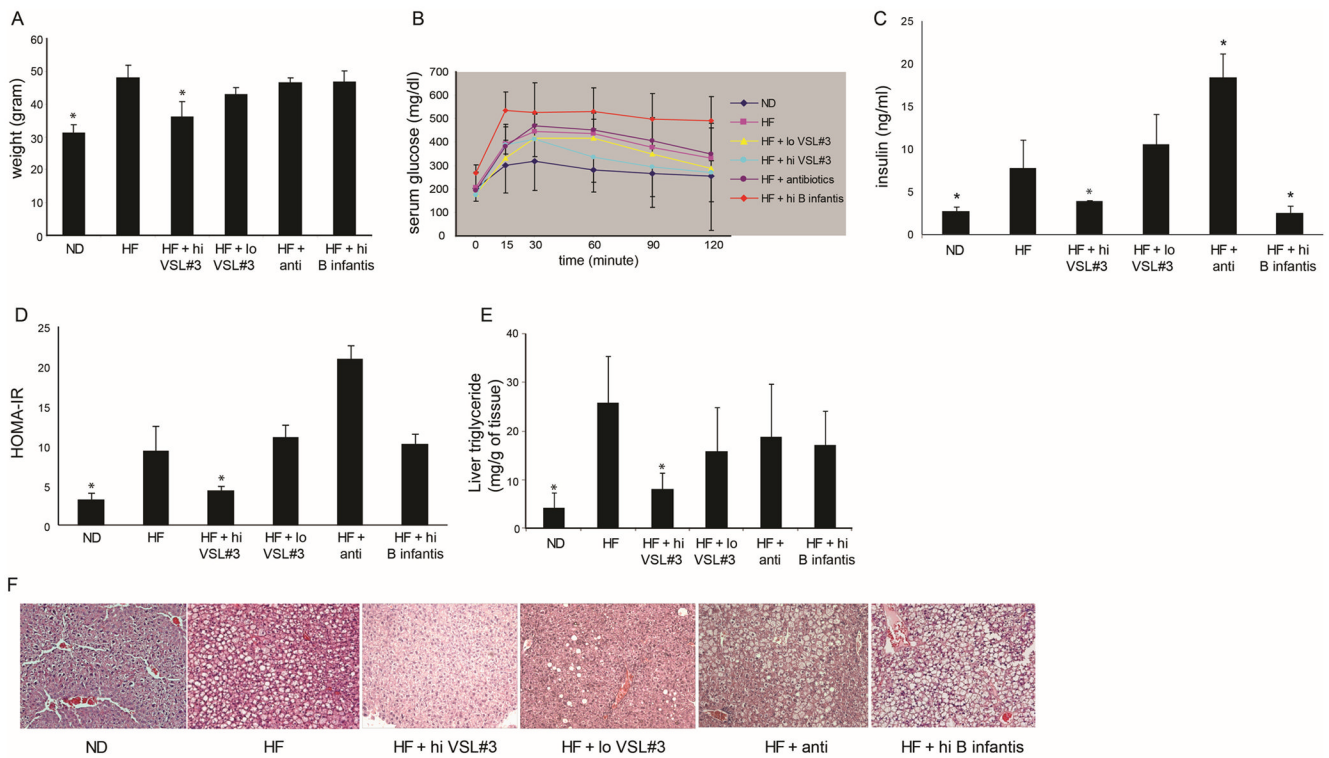 A
weight (gram)
60
50
40
30
20
10
0
*
*
ND
HF
HF + hi
VSL#3
HF + lo
VSL#3
HF +
anti
HF + hi
B infantis
B
serum glucose (mg/dl)
700
600
500
400
300
200
100
0
0
15
30
60
90
120
time (minute)
ND
HF
HF + lo VSL#3
HF + hi VSL#3
HF + antibiotics
HF + hi B infantis
C
insulin (ng/ml)
25
20
15
10
5
0
*
*
*
*
ND
HF
HF + hi
VSL#3
HF + lo
VSL#3
HF +
anti
HF + hi
B infantis
D
HOMA-IR
25
20
15
10
5
0
*
*
ND
HF
HF + hi
VSL#3
HF + lo
VSL#3
HF +
anti
HF + hi
B infantis
E
Liver triglyceride
(mg/g of tissue)
40
30
20
10
0
*
*
ND
HF
HF + hi
VSL#3
HF + lo
VSL#3
HF +
anti
HF + hi
B infantis
F
ND
HF
HF + hi VSL#3
HF + lo VSL#3
HF + anti
HF + hi B infantis